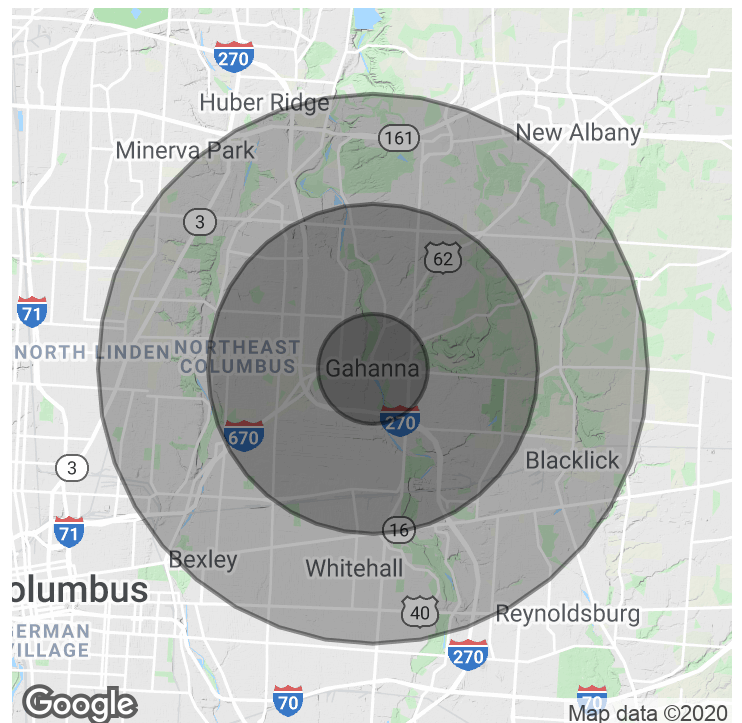 270
Huber Ridge
New Albany
161
Minerva Park
3
62
71
NORTH LINDEN
NORTHEAST
COLUMBUS
Gahanna
270
670
Blacklick
3
71
16
Bexley
Whitehall
olumbus
40
Reynoldsburg
GERMAN
VILLAGE
270
70
70
Google
Map data ©2020